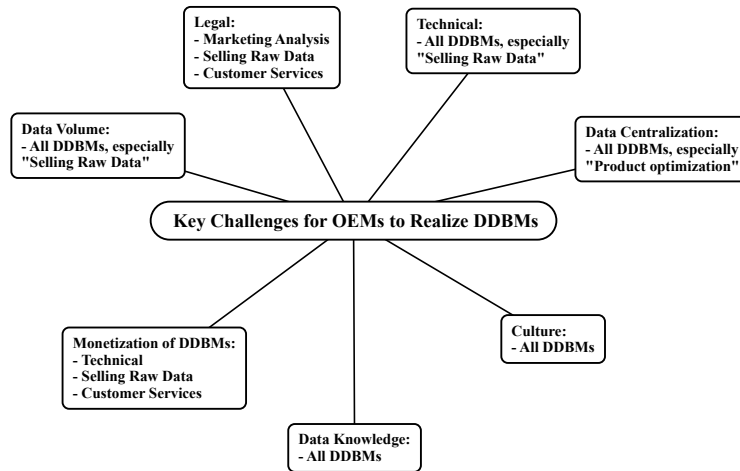 Legal:
- Marketing Analysis
- Selling Raw Data
- Customer Services
Technical:
- All DDBMs, especially
"Selling Raw Data"
Data Volume:
- All DDBMs, especially
"Selling Raw Data"
Data Centralization:
- All DDBMs, especially
"Product optimization"
Key Challenges for OEMs to Realize DDBMs
Monetization of DDBMs:
- Technical
- Selling Raw Data
- Customer Services
Culture:
- All DDBMs
Data Knowledge:
- All DDBMs